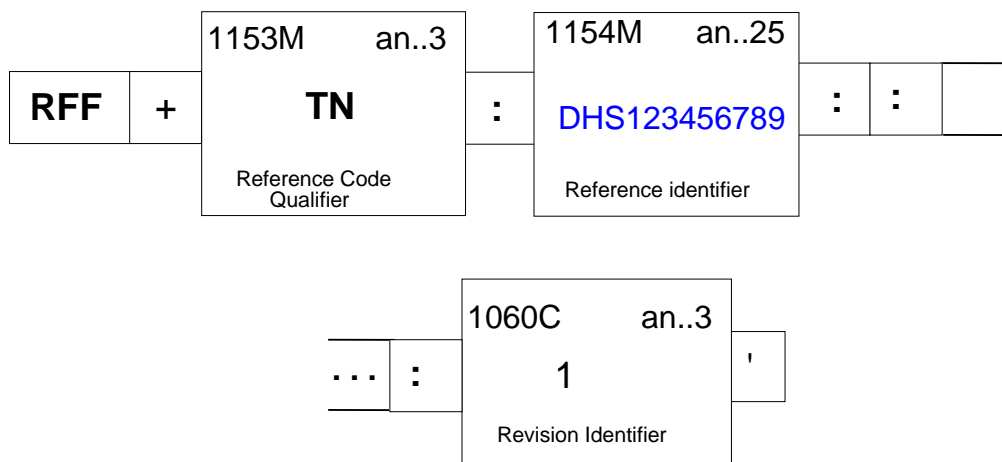 1153M an..3
1154M an..25
RFF + TN : DHS123456789 : :
Reference Code
Qualifier
Reference identifier
1060C an..3
... : 1 '
Revision Identifier